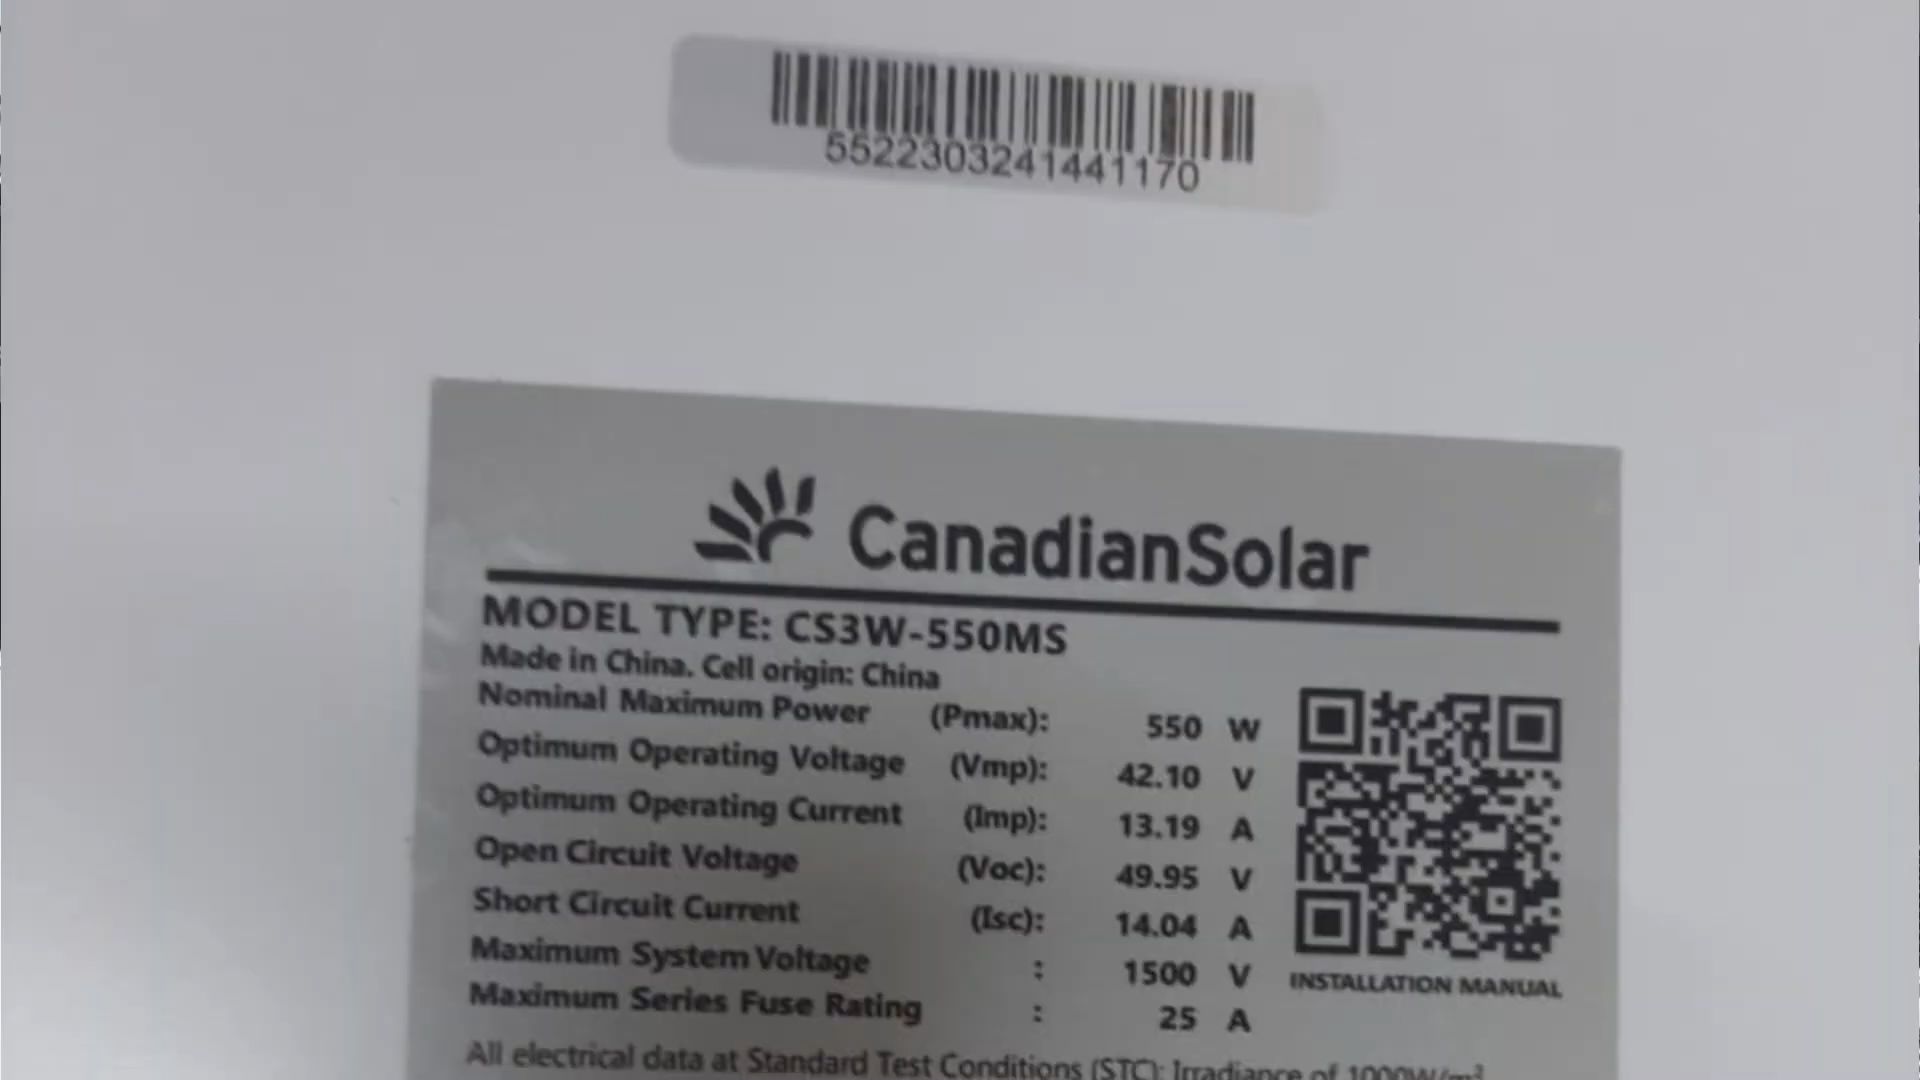 5522303241441170
CanadianSolar
MODEL TYPE: CS3W-550MS
Made in China. Cell origin: China
Nominal Maximum Power (Pmax): 550 W
Optimum Operating Voltage (Vmp): 42.10 V
Optimum Operating Current (Imp): 13.19 A
Open Circuit Voltage (Voc): 49.95 V
Short Circuit Current (Isc): 14.04 A
Maximum System Voltage : 1500 V
Maximum Series Fuse Rating : 25 A
INSTALLATION MANUAL
All electrical data at Standard Test Conditions (STC): Irradiance of 1000W/m²